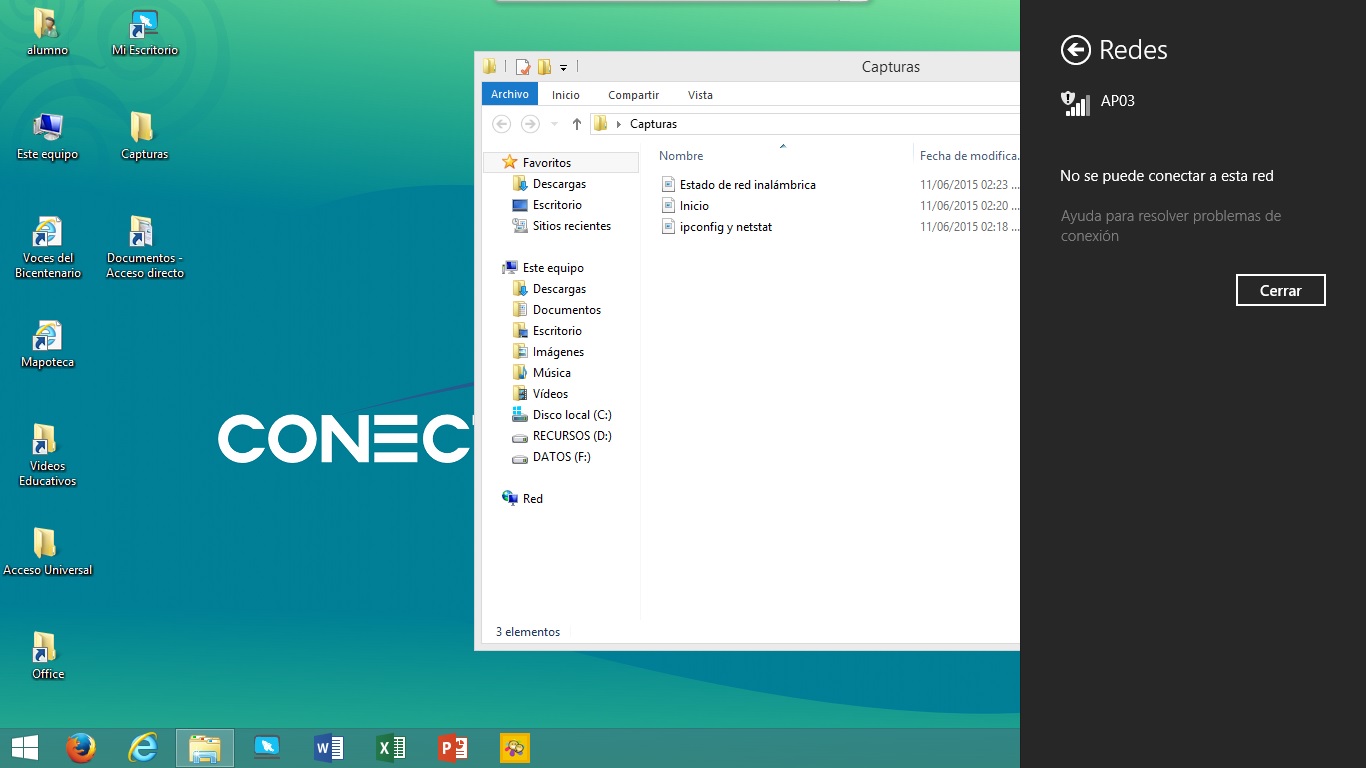 alumno
Mi Escritorio
Este equipo
Capturas
Voces del
Bicentenario
Documentos -
Acceso directo
Mapoteca
Videos
Educativos
Acceso Universal
Office
CONEC
Capturas
Archivo
Inicio
Compartir
Vista
Capturas
Favoritos
Descargas
Escritorio
Sitios recientes
Este equipo
Descargas
Documentos
Escritorio
Imágenes
Música
Vídeos
Disco local (C:)
RECURSOS (D:)
DATOS (F:)
Red
Nombre
Fecha de modifica...
Estado de red inalámbrica
11/06/2015 02:23 ...
Inicio
11/06/2015 02:20 ...
ipconfig y netstat
11/06/2015 02:18 ...
3 elementos
Redes
AP03
No se puede conectar a esta red
Ayuda para resolver problemas de
conexión
Cerrar